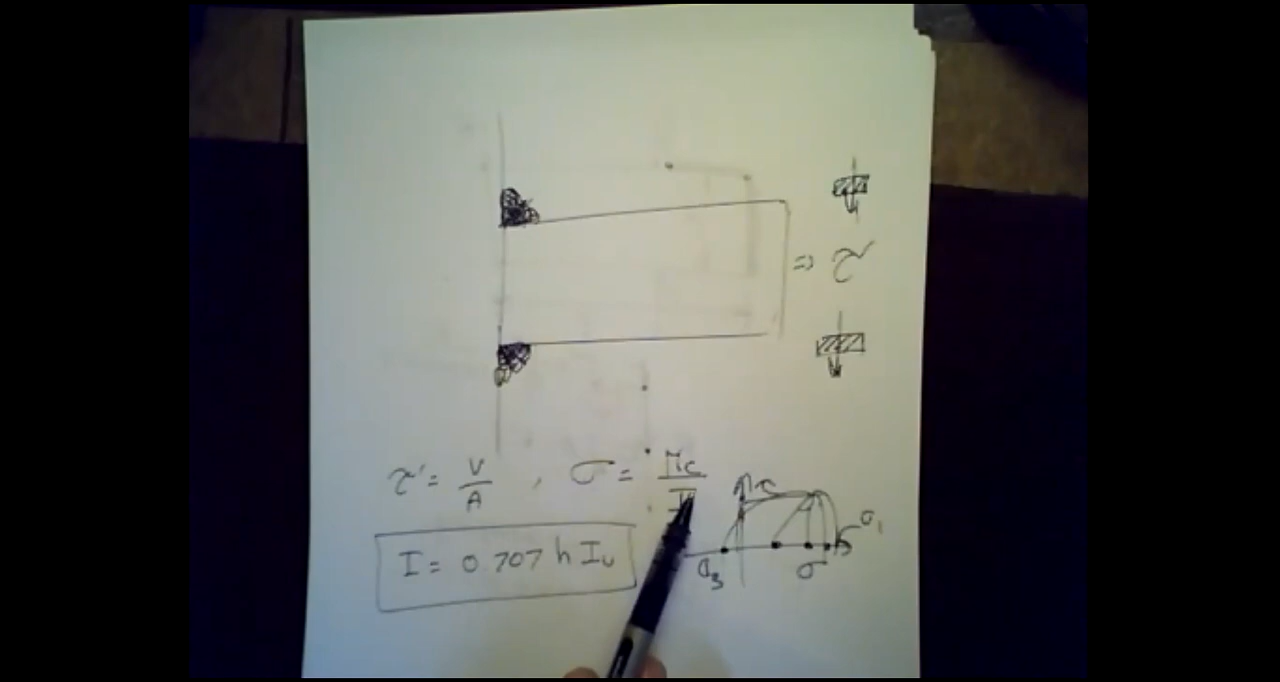 = τ
τ' = V/A , σ = Mc/I
τ
σ₁
I = 0.707 h Iᵤ
σ₃
σ